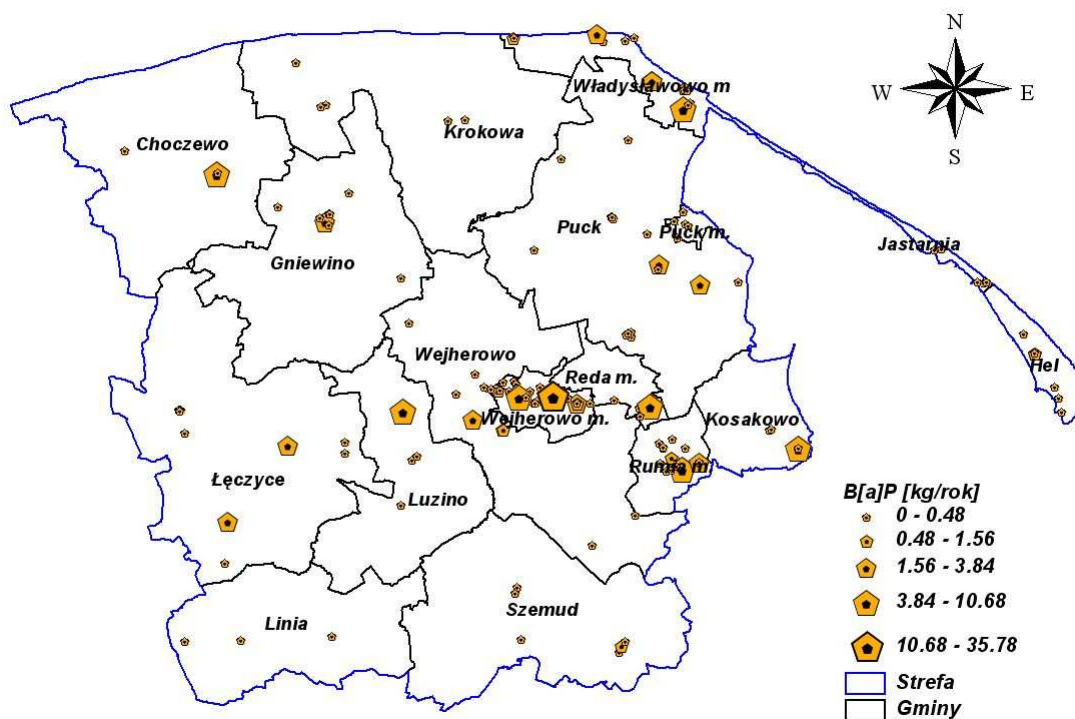 N
W E
S
Władysławowo m
Krokowa
Choczewo
Puck
Puck m.
Jastarnia
Gniewino
Wejherowo
Reda m.
Hel
Wejherowo m.
Kosakowo
Rumia m.
Łęczyce
Luzino
Szemud
Linia
B[a]P [kg/rok]
0 - 0.48
0.48 - 1.56
1.56 - 3.84
3.84 - 10.68
10.68 - 35.78
Strefa
Gminy